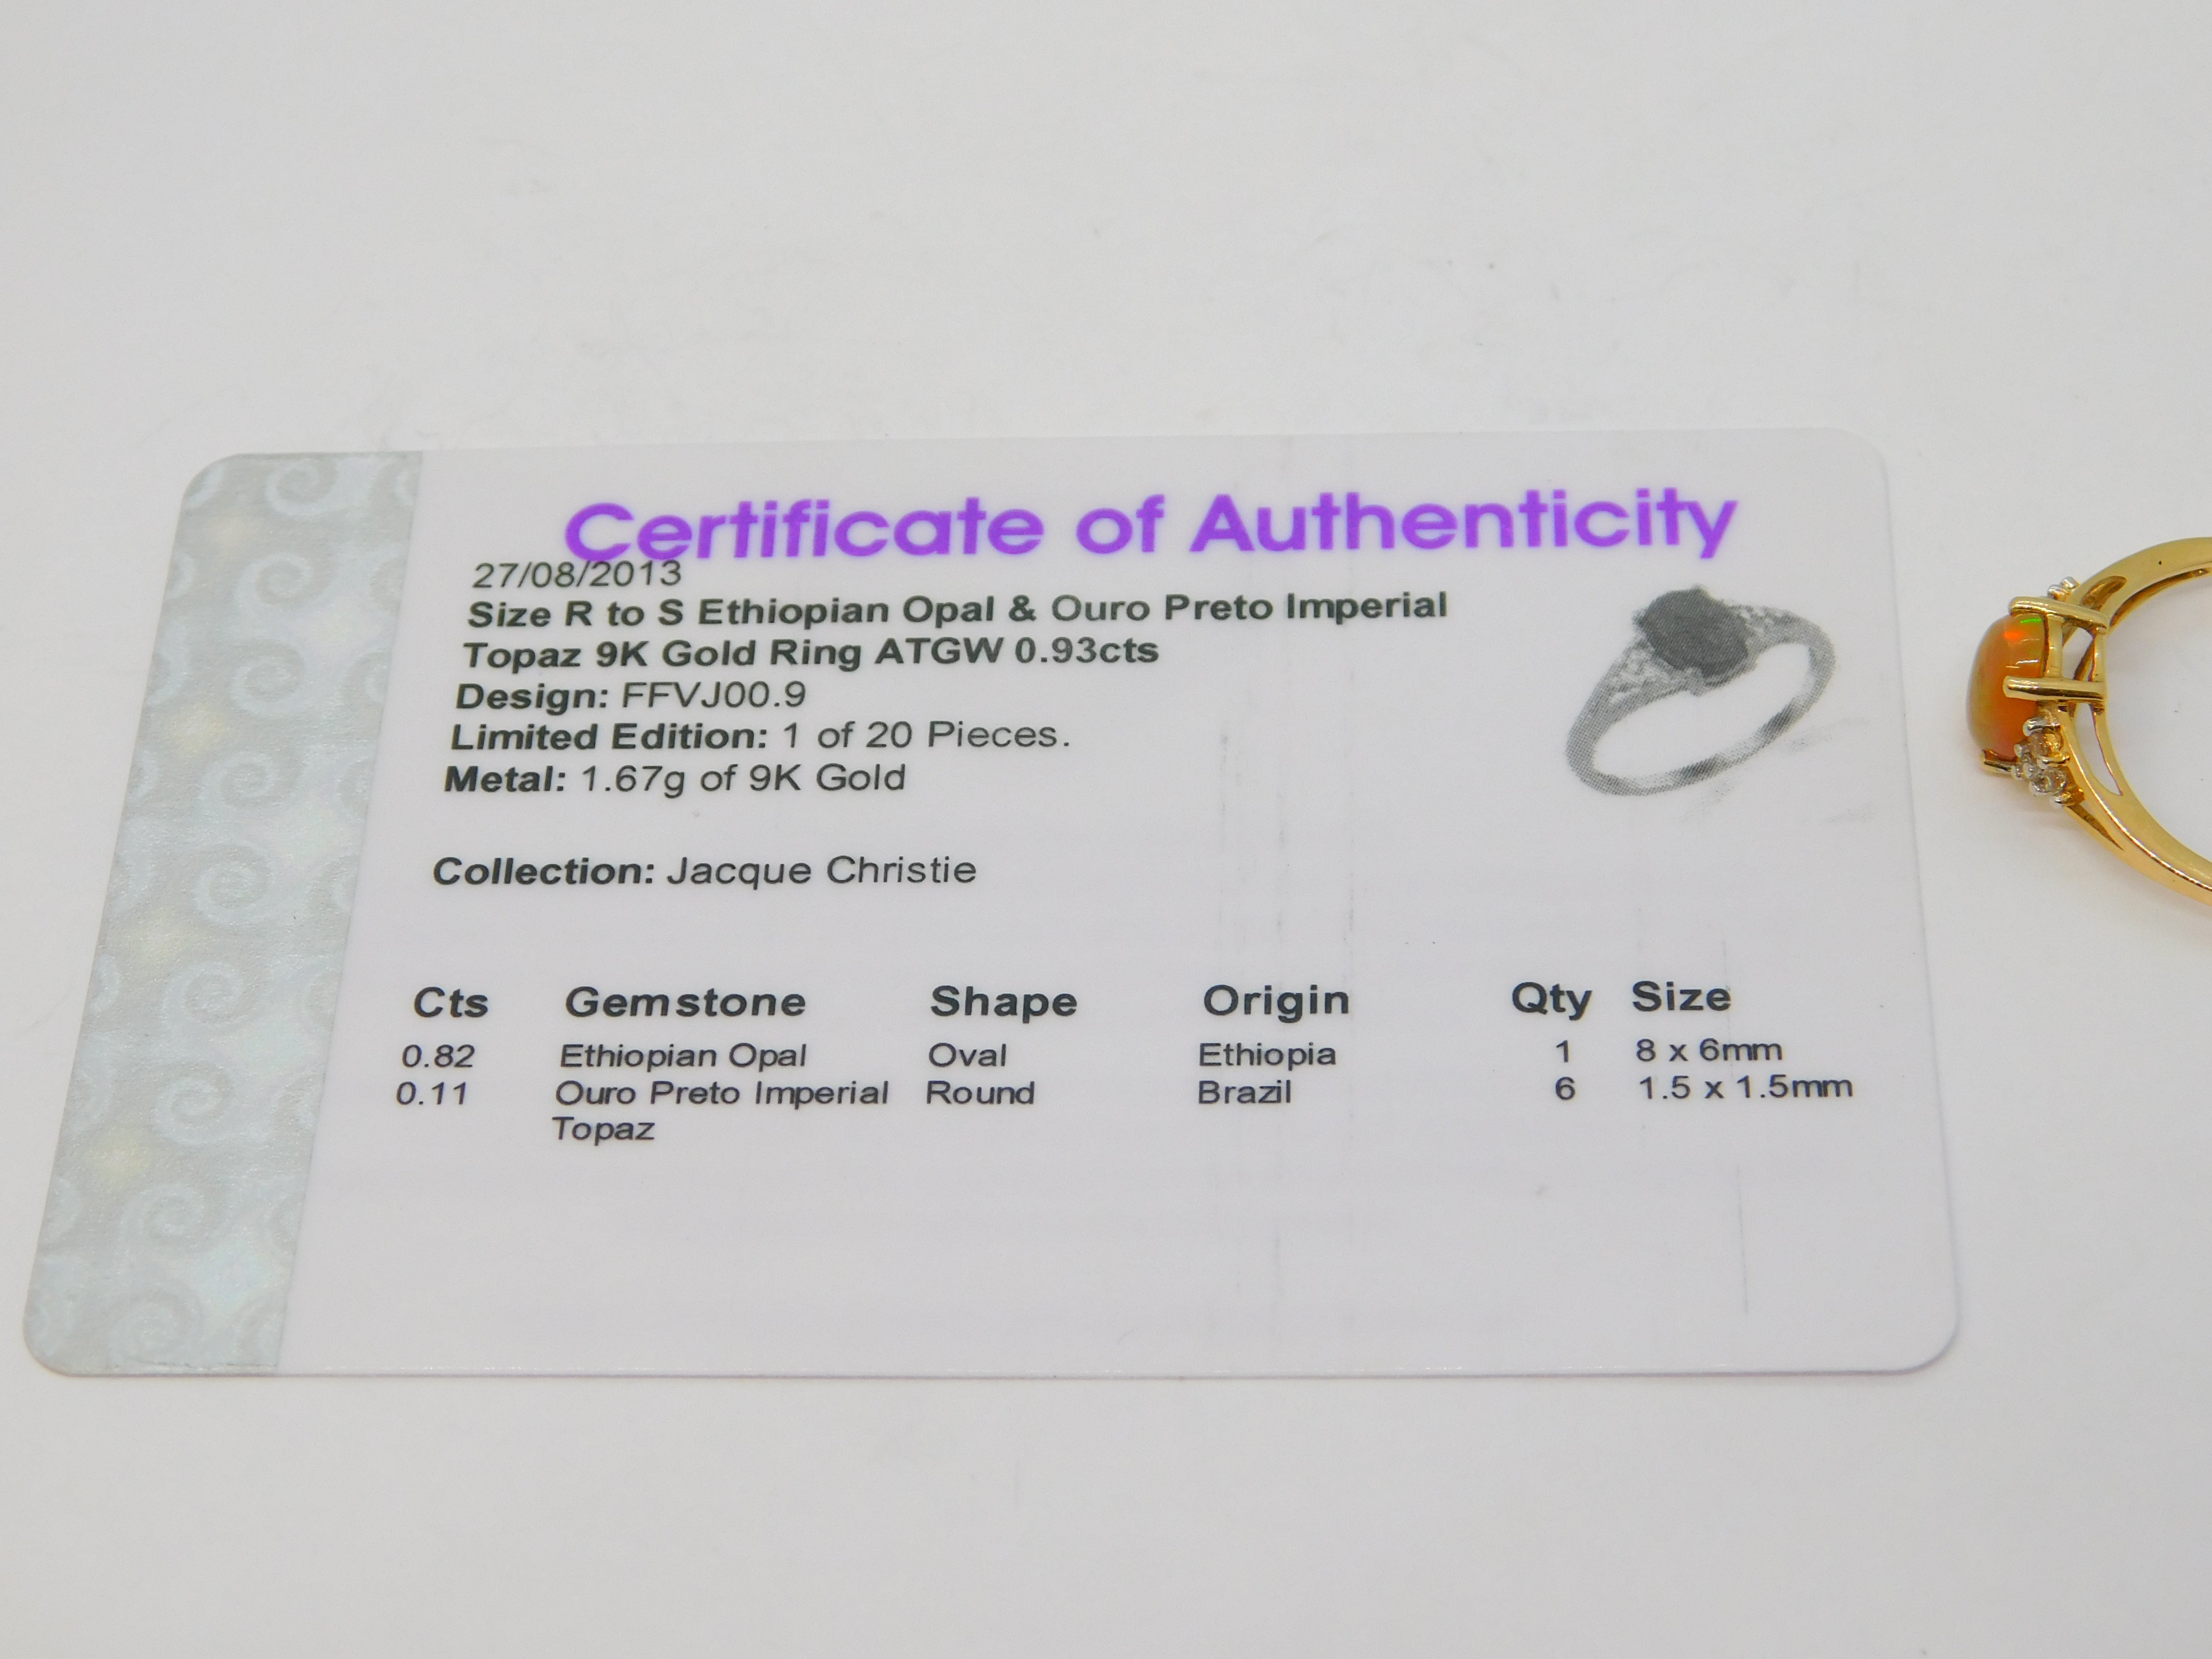 Certificate of Authenticity
27/08/2013
Size R to S Ethiopian Opal & Ouro Preto Imperial
Topaz 9K Gold Ring ATGW 0.93cts
Design: FFVJ00.9
Limited Edition: 1 of 20 Pieces.
Metal: 1.67g of 9K Gold
Collection: Jacque Christie
Cts Gemstone Shape Origin Qty Size
0.82 Ethiopian Opal Oval Ethiopia 1 8 x 6mm
0.11 Ouro Preto Imperial Round Brazil 6 1.5 x 1.5mm
Topaz